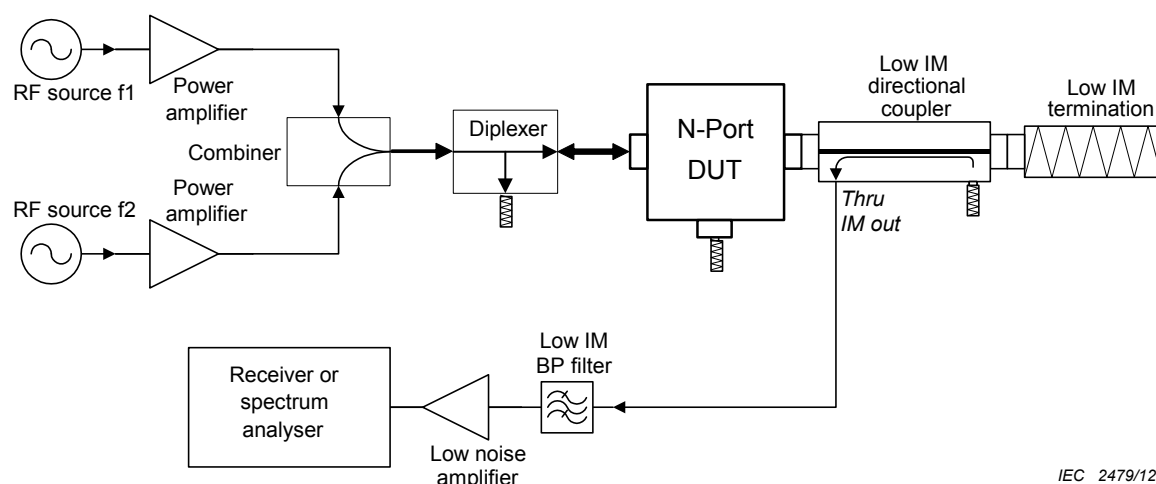 RF source f1
Power
amplifier
Combiner
Power
amplifier
RF source f2
Diplexer
N-Port
DUT
Low IM
directional
coupler
Low IM
termination
Thru
IM out
Low IM
BP filter
Receiver or
spectrum
analyser
Low noise
amplifier
IEC 2479/12